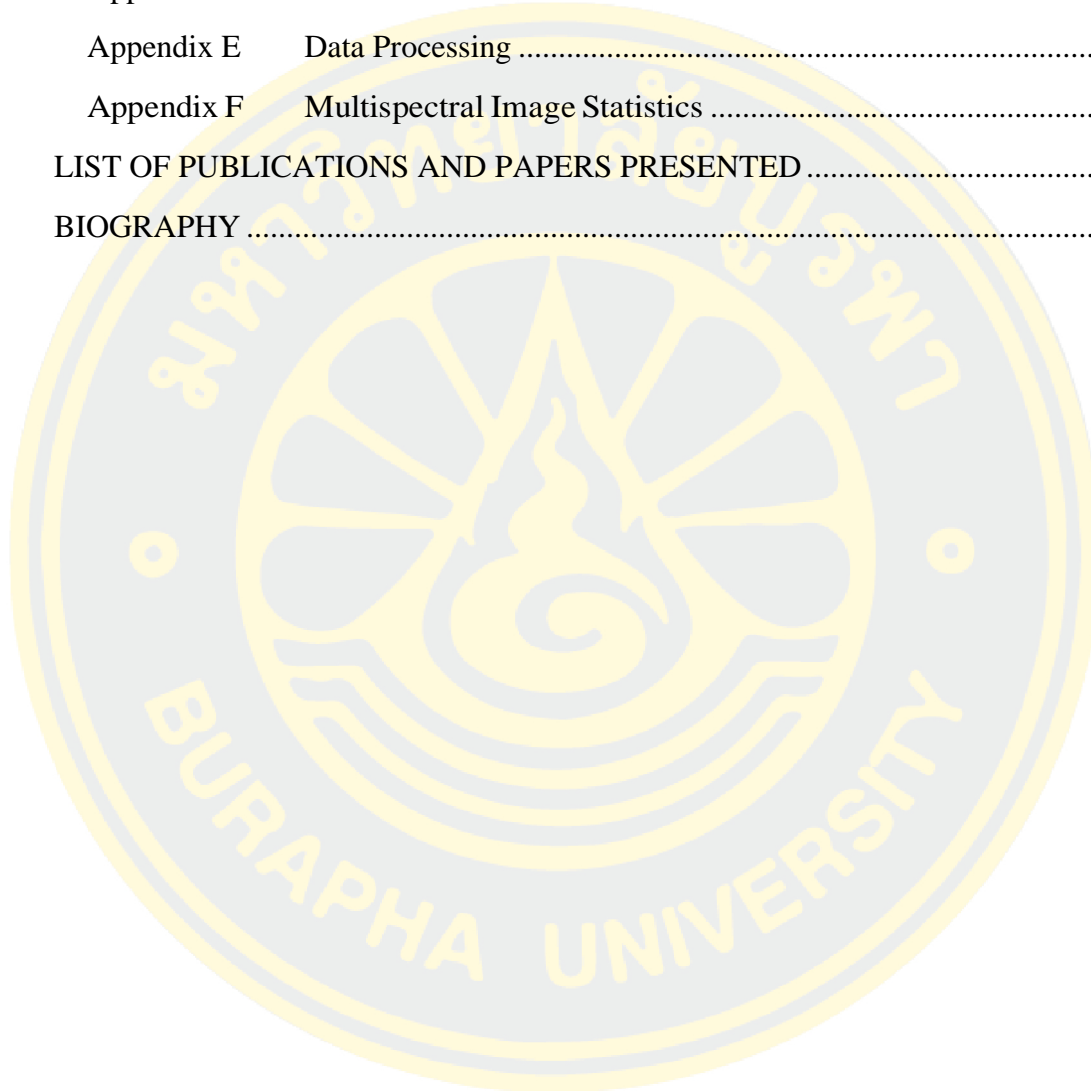 Appendix E Data Processing ....................
Appendix F Multispectral Image Statistics ....................
LIST OF PUBLICATIONS AND PAPERS PRESENTED ....................
BIOGRAPHY ....................
มหาวิทยาลัยบูรพา
BURAPHA UNIVERSITY